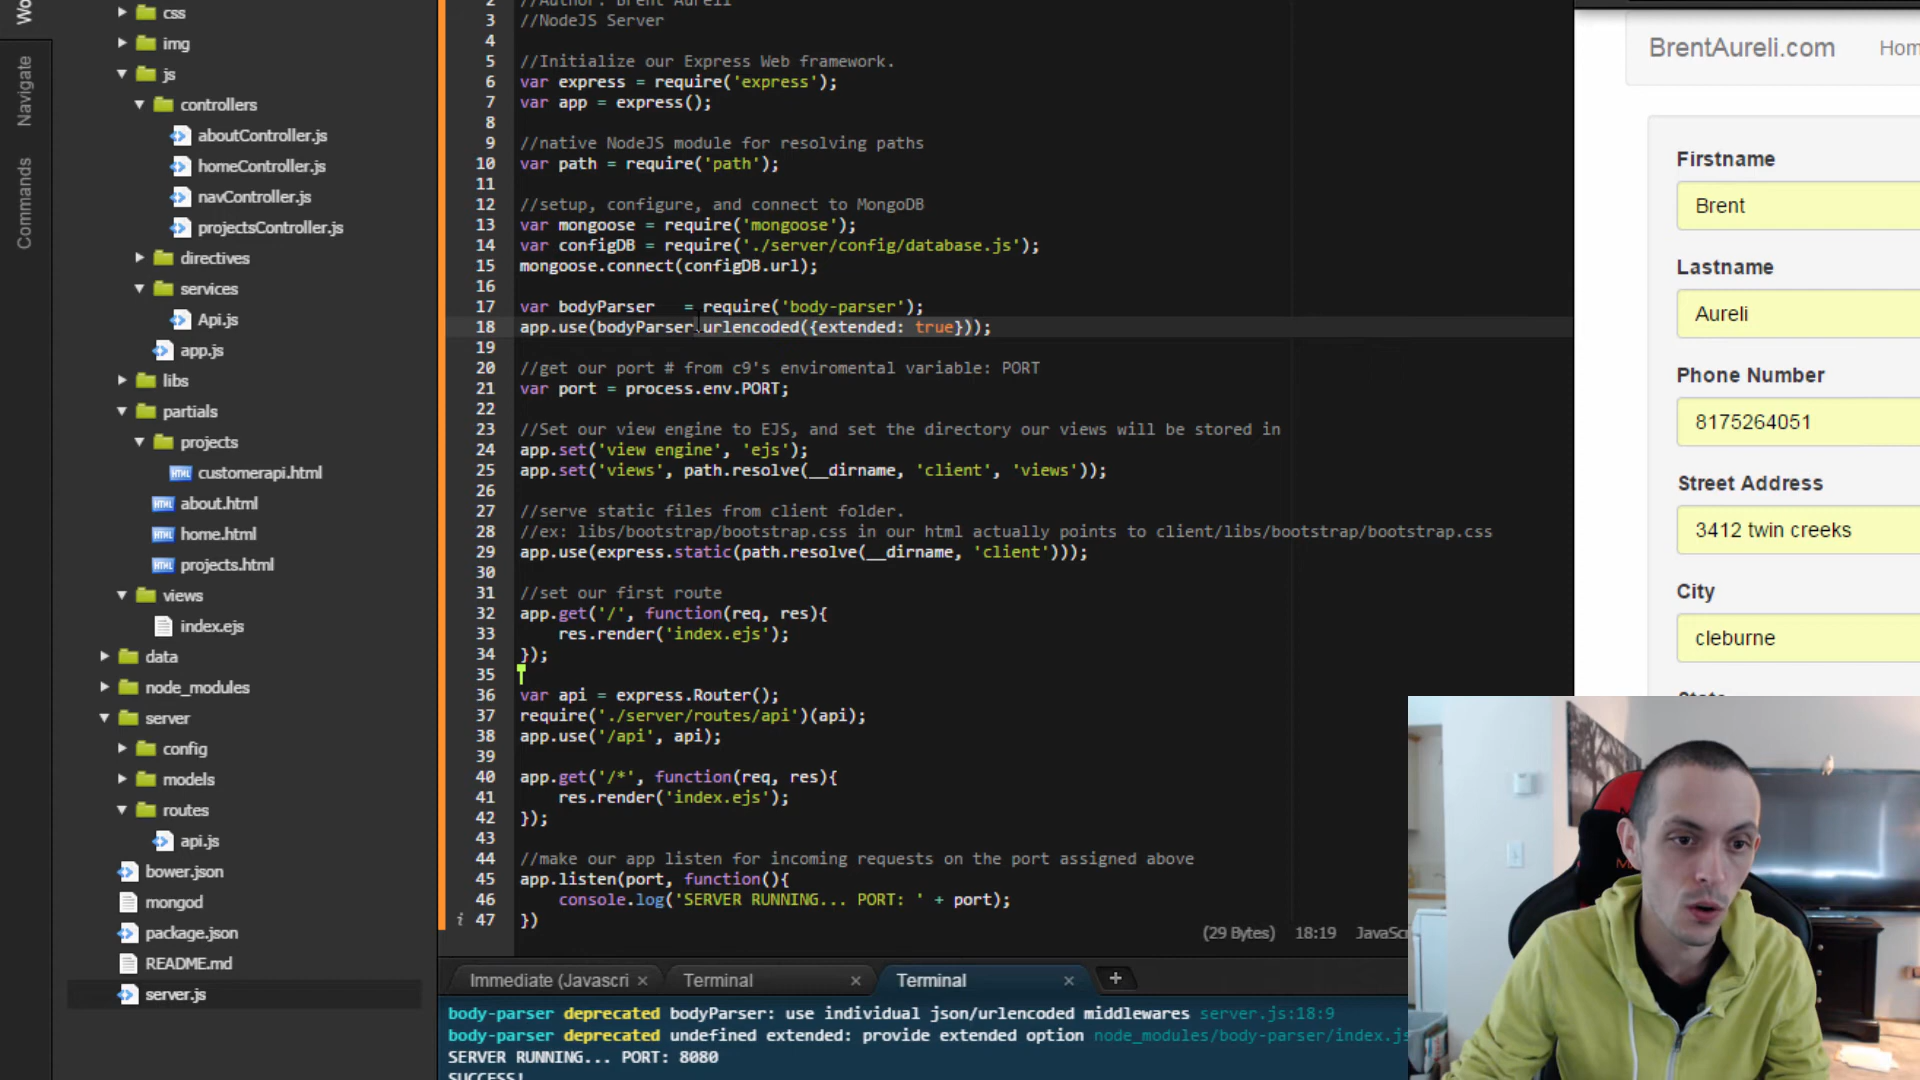 Wo
Navigate
Commands
css
img
js
controllers
aboutController.js
homeController.js
navController.js
projectsController.js
directives
services
Api.js
app.js
libs
partials
projects
customerapi.html
about.html
home.html
projects.html
views
index.ejs
data
node_modules
server
config
models
routes
api.js
bower.json
mongod
package.json
README.md
server.js
2 //Author: Brent Aureli
3 //NodeJS Server
4
5 //Initialize our Express Web framework.
6 var express = require('express');
7 var app = express();
8
9 //native NodeJS module for resolving paths
10 var path = require('path');
11
12 //setup, configure, and connect to MongoDB
13 var mongoose = require('mongoose');
14 var configDB = require('./server/config/database.js');
15 mongoose.connect(configDB.url);
16
17 var bodyParser   = require('body-parser');
18 app.use(bodyParser.urlencoded({extended: true}));
19
20 //get our port # from c9's enviromental variable: PORT
21 var port = process.env.PORT;
22
23 //Set our view engine to EJS, and set the directory our views will be stored in
24 app.set('view engine', 'ejs');
25 app.set('views', path.resolve(__dirname, 'client', 'views'));
26
27 //serve static files from client folder.
28 //ex: libs/bootstrap/bootstrap.css in our html actually points to client/libs/bootstrap/bootstrap.css
29 app.use(express.static(path.resolve(__dirname, 'client')));
30
31 //set our first route
32 app.get('/', function(req, res){
33     res.render('index.ejs');
34 });
35
36 var api = express.Router();
37 require('./server/routes/api')(api);
38 app.use('/api', api);
39
40 app.get('/*', function(req, res){
41     res.render('index.ejs');
42 });
43
44 //make our app listen for incoming requests on the port assigned above
45 app.listen(port, function(){
46     console.log('SERVER RUNNING... PORT: ' + port);
i 47 })
(29 Bytes) 18:19 JavaSc
Immediate (Javascri × Terminal × Terminal × +
body-parser deprecated bodyParser: use individual json/urlencoded middlewares server.js:18:9
body-parser deprecated undefined extended: provide extended option node_modules/body-parser/index.js
SERVER RUNNING... PORT: 8080
SUCCESS!
BrentAureli.com Hom
Firstname
Brent
Lastname
Aureli
Phone Number
8175264051
Street Address
3412 twin creeks
City
cleburne